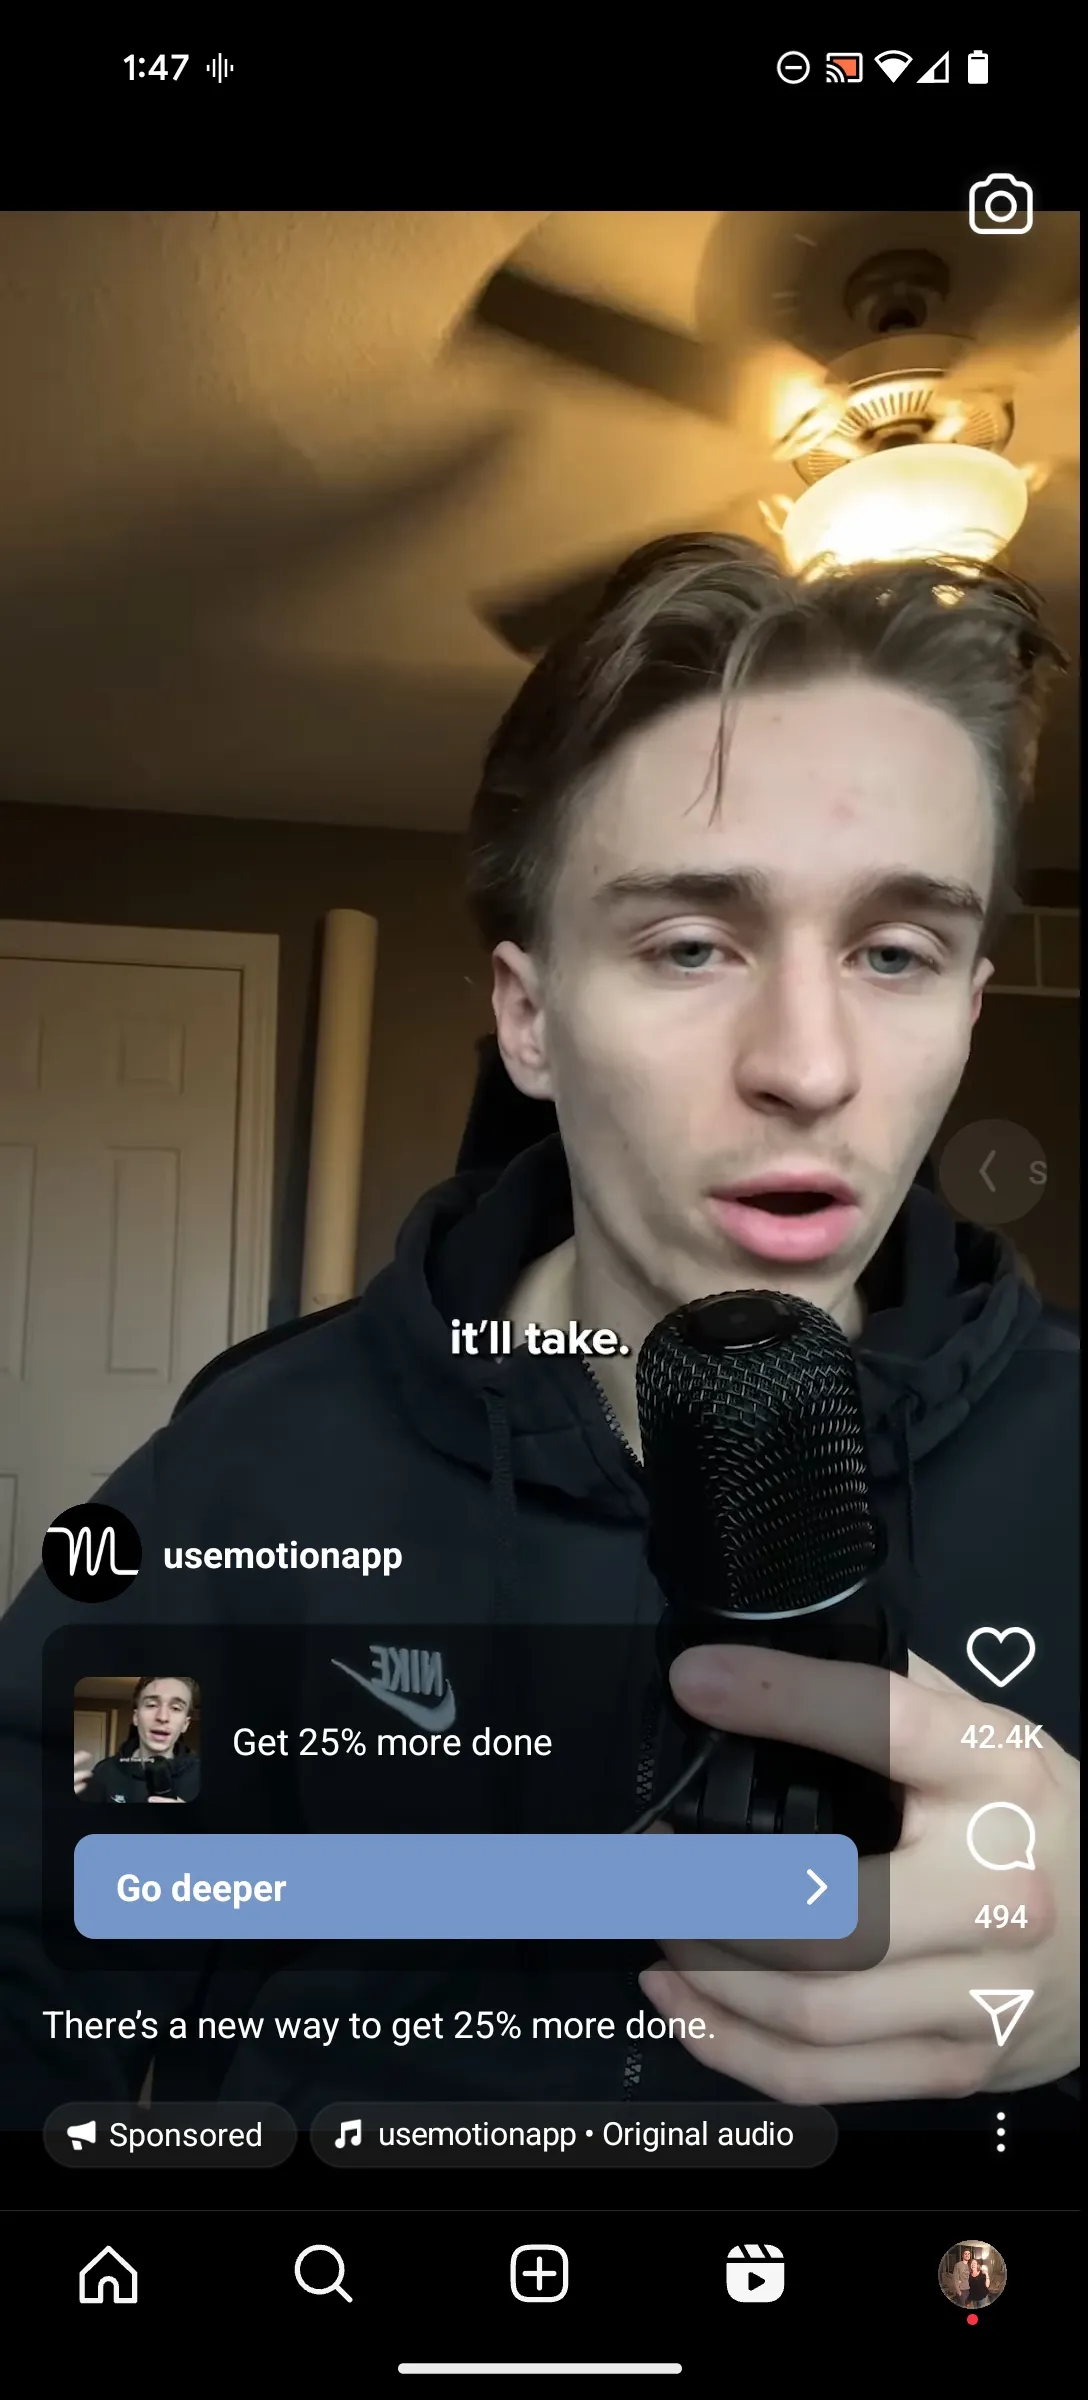 1:47
S
it'll take.
usemotionapp
NIKE
Get 25% more done
Go deeper
42.4K
494
There’s a new way to get 25% more done.
Sponsored
usemotionapp • Original audio